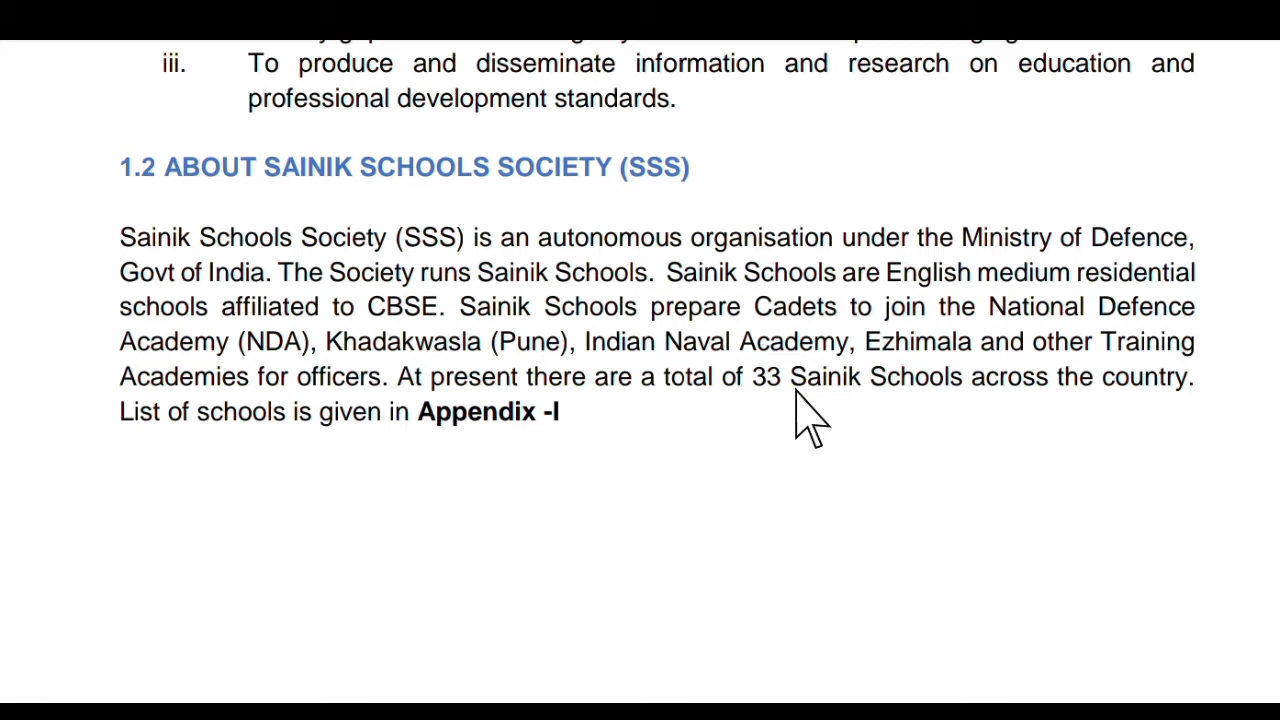 iii. To produce and disseminate information and research on education and
professional development standards.
1.2 ABOUT SAINIK SCHOOLS SOCIETY (SSS)
Sainik Schools Society (SSS) is an autonomous organisation under the Ministry of Defence,
Govt of India. The Society runs Sainik Schools. Sainik Schools are English medium residential
schools affiliated to CBSE. Sainik Schools prepare Cadets to join the National Defence
Academy (NDA), Khadakwasla (Pune), Indian Naval Academy, Ezhimala and other Training
Academies for officers. At present there are a total of 33 Sainik Schools across the country.
List of schools is given in Appendix -I